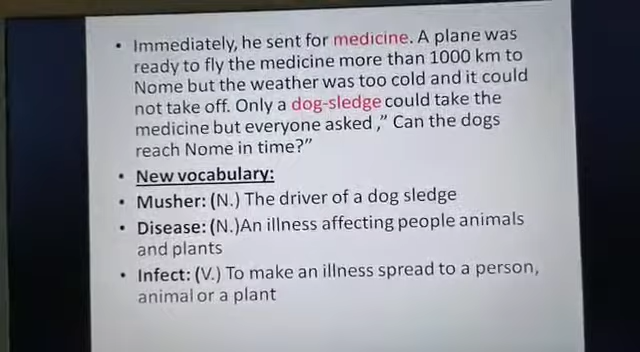 • Immediately, he sent for medicine. A plane was
ready to fly the medicine more than 1000 km to
Nome but the weather was too cold and it could
not take off. Only a dog-sledge could take the
medicine but everyone asked ,” Can the dogs
reach Nome in time?”
• New vocabulary:
• Musher: (N.) The driver of a dog sledge
• Disease: (N.)An illness affecting people animals
and plants
• Infect: (V.) To make an illness spread to a person,
animal or a plant